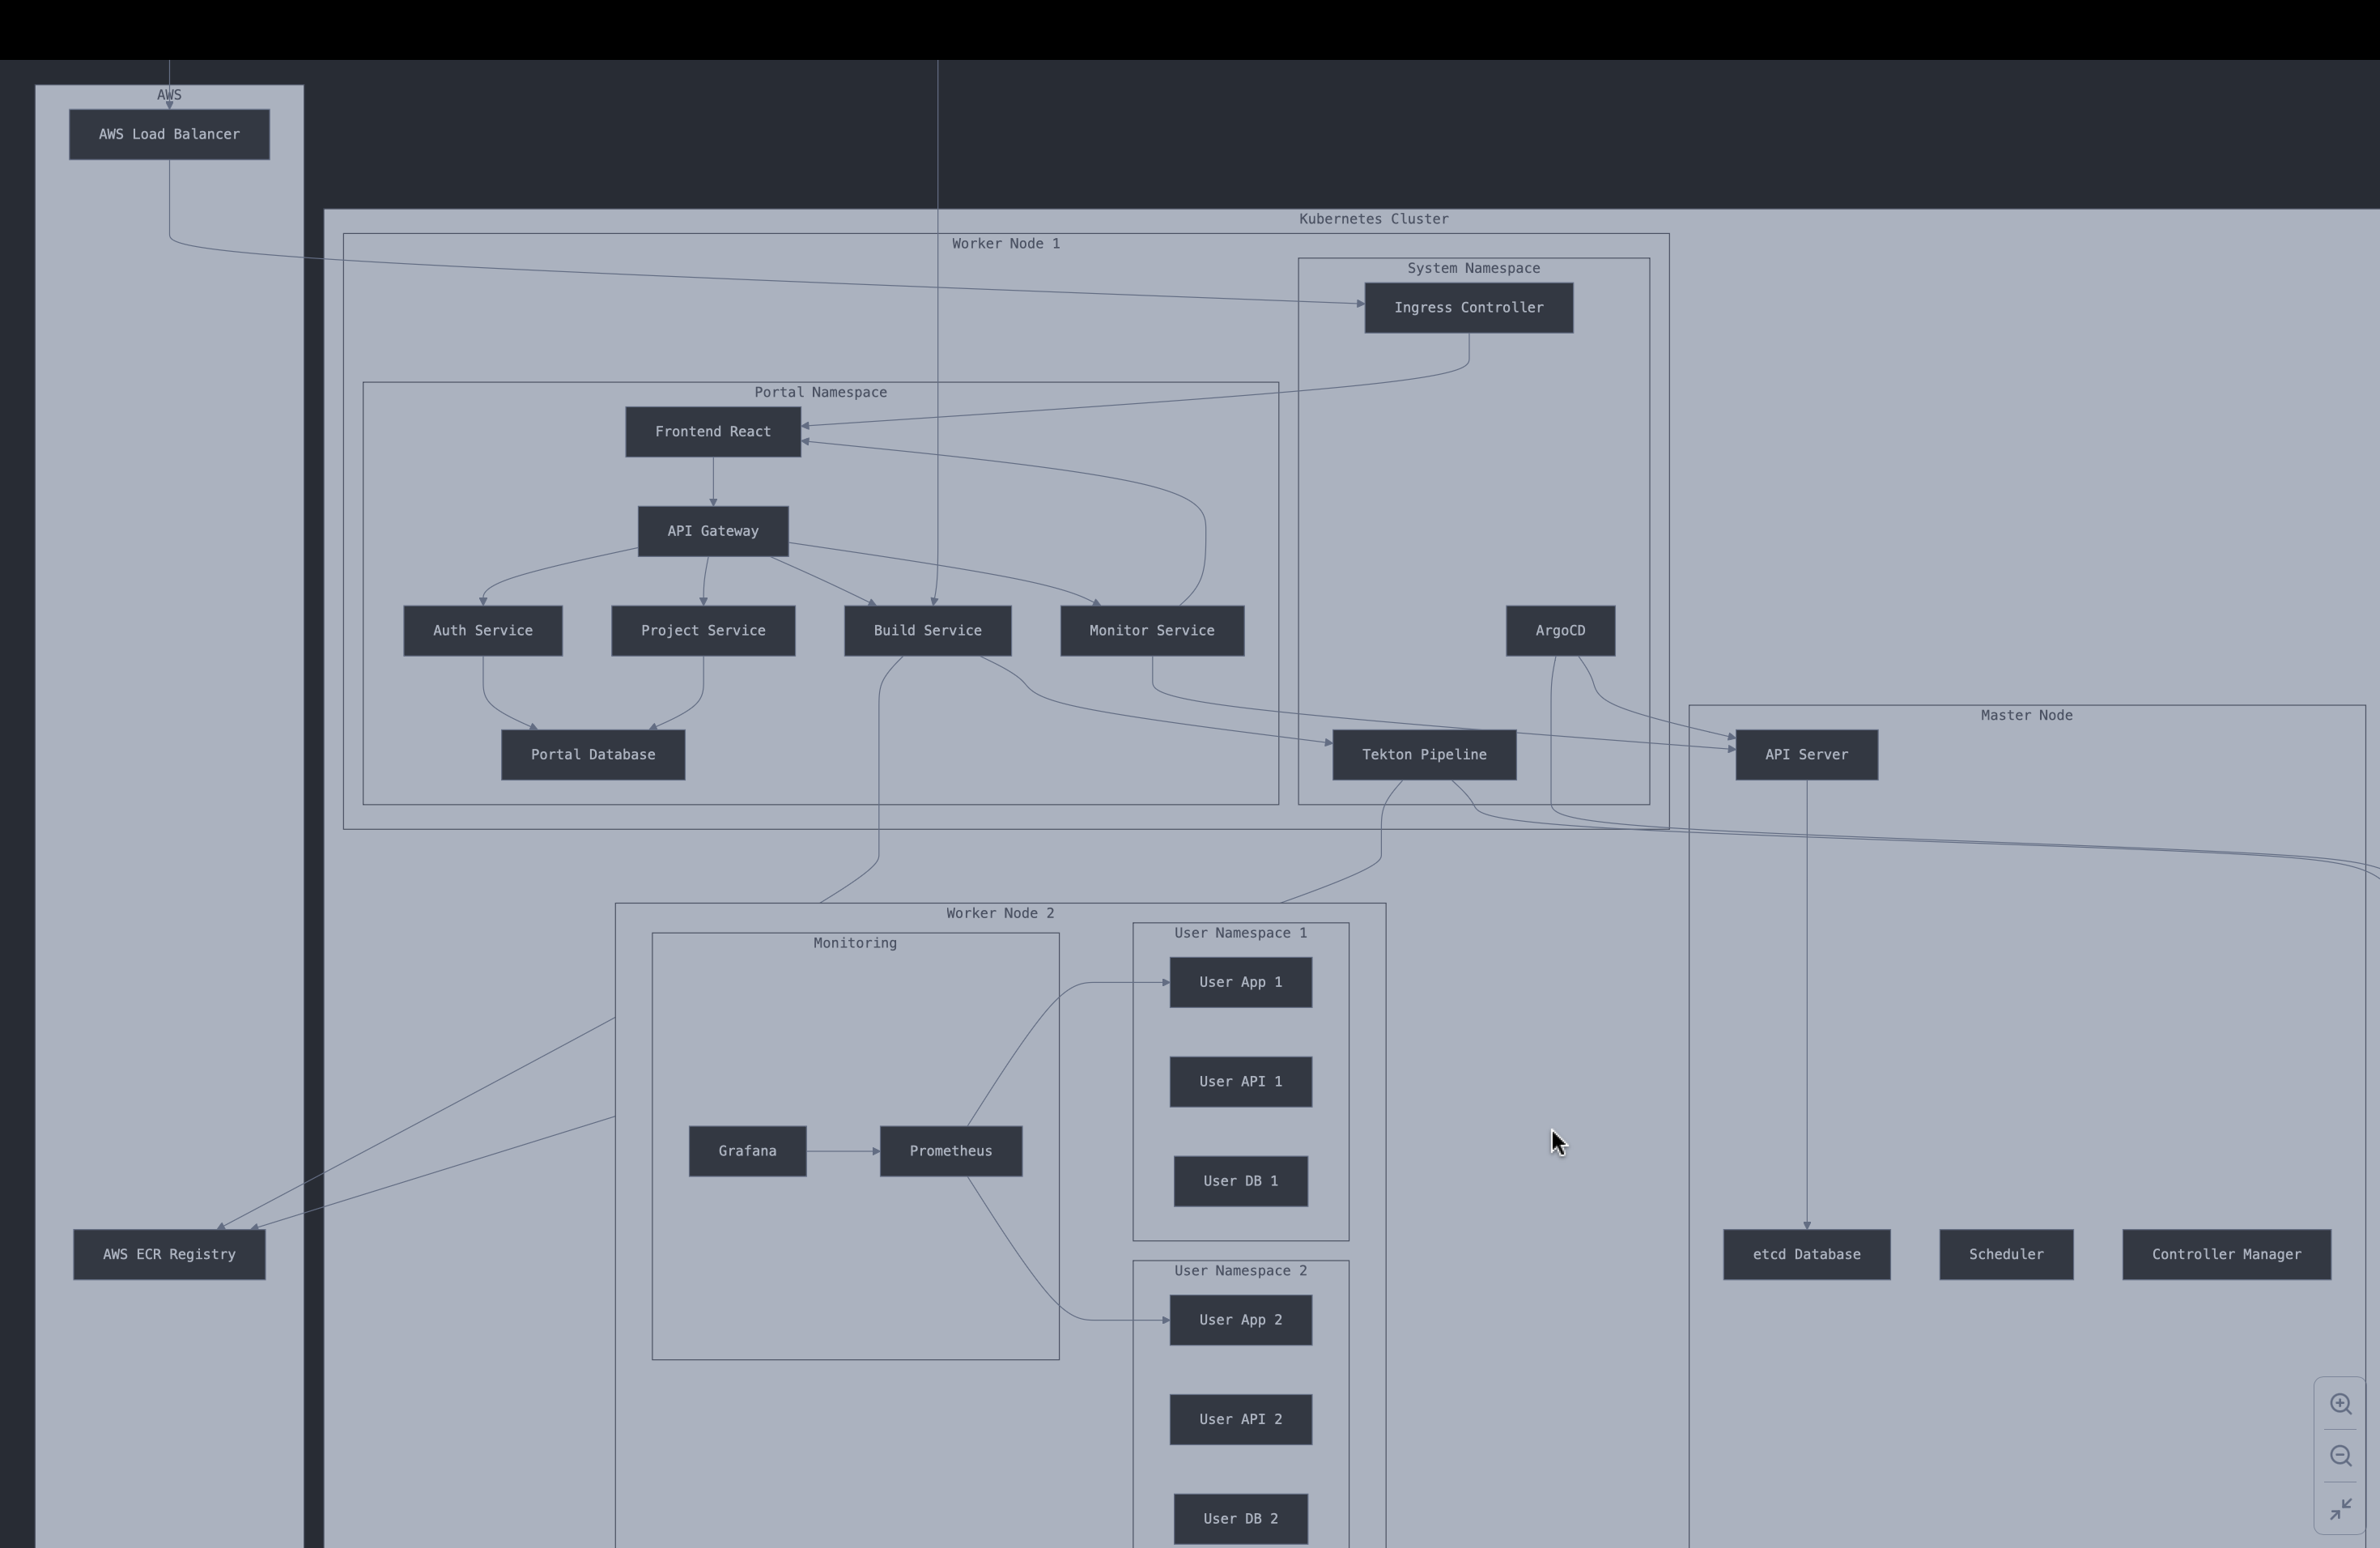 AWS
AWS Load Balancer
Kubernetes Cluster
Worker Node 1
System Namespace
Ingress Controller
Portal Namespace
Frontend React
API Gateway
Auth Service
Project Service
Build Service
Monitor Service
ArgoCD
Master Node
Portal Database
Tekton Pipeline
API Server
Worker Node 2
Monitoring
User Namespace 1
User App 1
User API 1
Grafana
Prometheus
User DB 1
AWS ECR Registry
etcd Database
Scheduler
Controller Manager
User Namespace 2
User App 2
User API 2
User DB 2